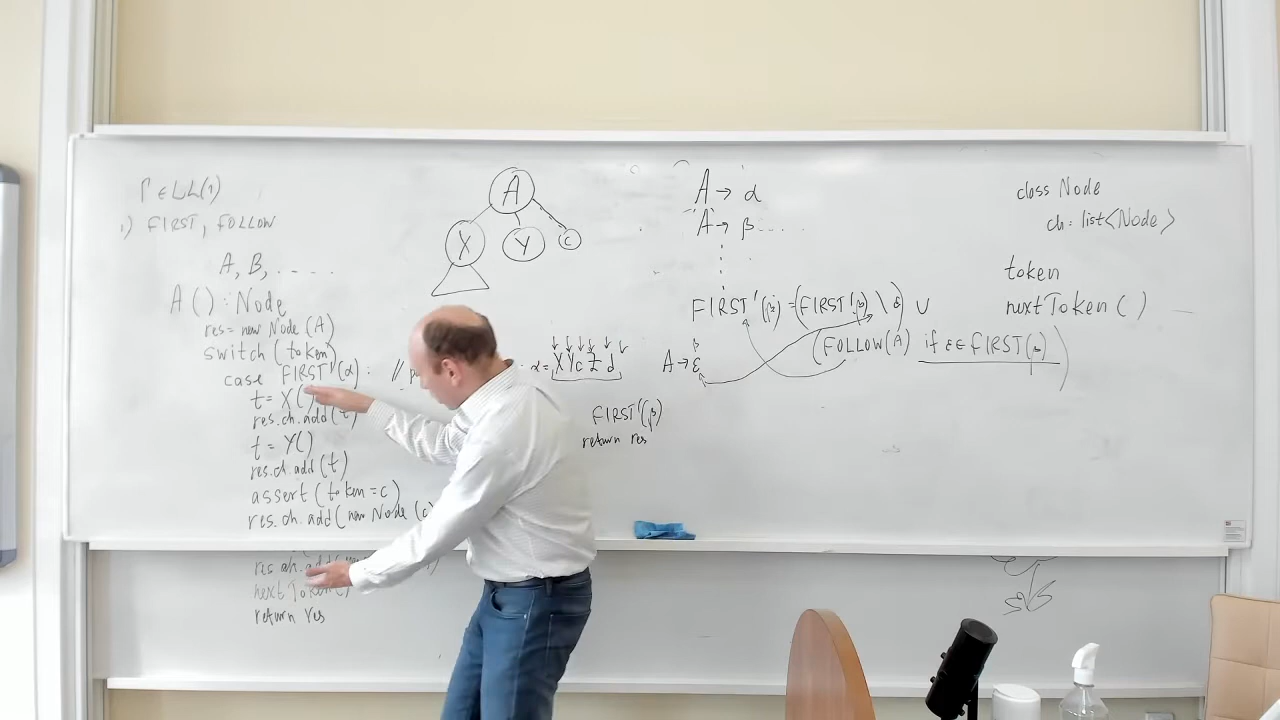 Γ ∈ LL(1)
1) FIRST, FOLLOW
A, B, ....
A() : Node
res = new Node(A)
switch (token)
case FIRST'(α) : //
t = X()
res.ch.add(t)
t = Y()
res.ch.add(t)
assert (token = c)
res.ch.add(new Node(c
nextToken()
return res
A
X Y c
α = XYcZd
FIRST'(β)
return res
A → α
A → β ....
FIRST'(β) = (FIRST(β) \ ε) ∪
(FOLLOW(A) if ε ∈ FIRST(β))
β
A → ε
class Node
ch : list<Node>
token
nextToken()